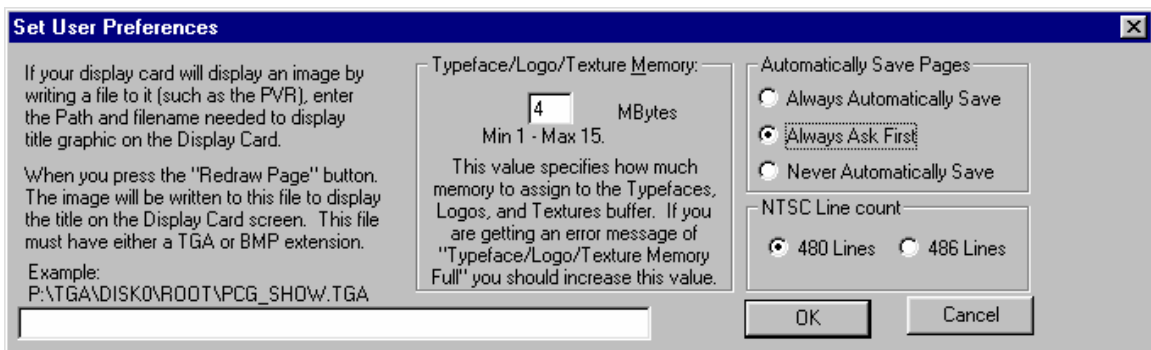 Set User Preferences
If your display card will display an image by
writing a file to it (such as the PVR), enter
the Path and filename needed to display
title graphic on the Display Card.
When you press the "Redraw Page" button.
The image will be written to this file to display
the title on the Display Card screen. This file
must have either a TGA or BMP extension.
Example:
P:\TGA\DISK0\ROOT\PCG_SHOW.TGA
Typeface/Logo/Texture Memory:
4 MBytes
Min 1 - Max 15.
This value specifies how much
memory to assign to the Typefaces,
Logos, and Textures buffer. If you
are getting an error message of
"Typeface/Logo/Texture Memory
Full" you should increase this value.
Automatically Save Pages
Always Automatically Save
Always Ask First
Never Automatically Save
NTSC Line count
480 Lines 486 Lines
OK Cancel